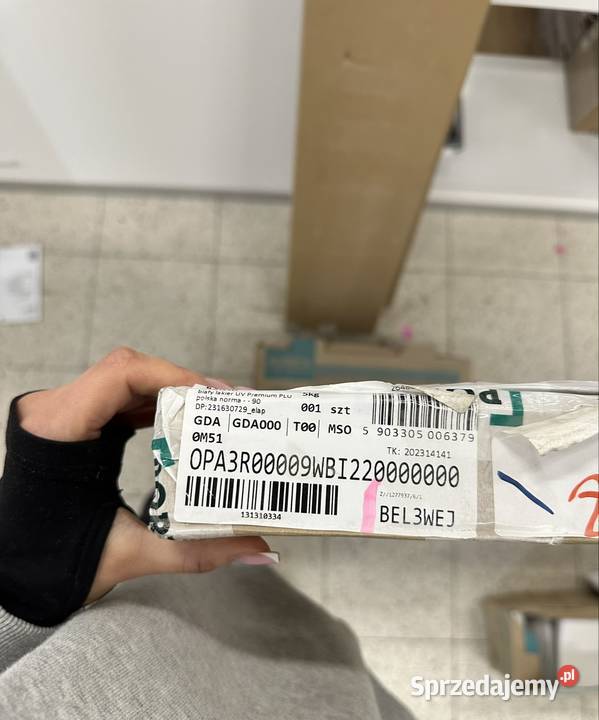 biały lakier UV Premium PLU 5kg
polska norma - - 90
DP:231630729_elap 001 szt
GDA GDA000 T00 MSO 5 903305 006379
0M51 TK: 202314141
OPA3R00009WBI220000000
131310334 BEL3WEJ
Sprzedajemy.pl